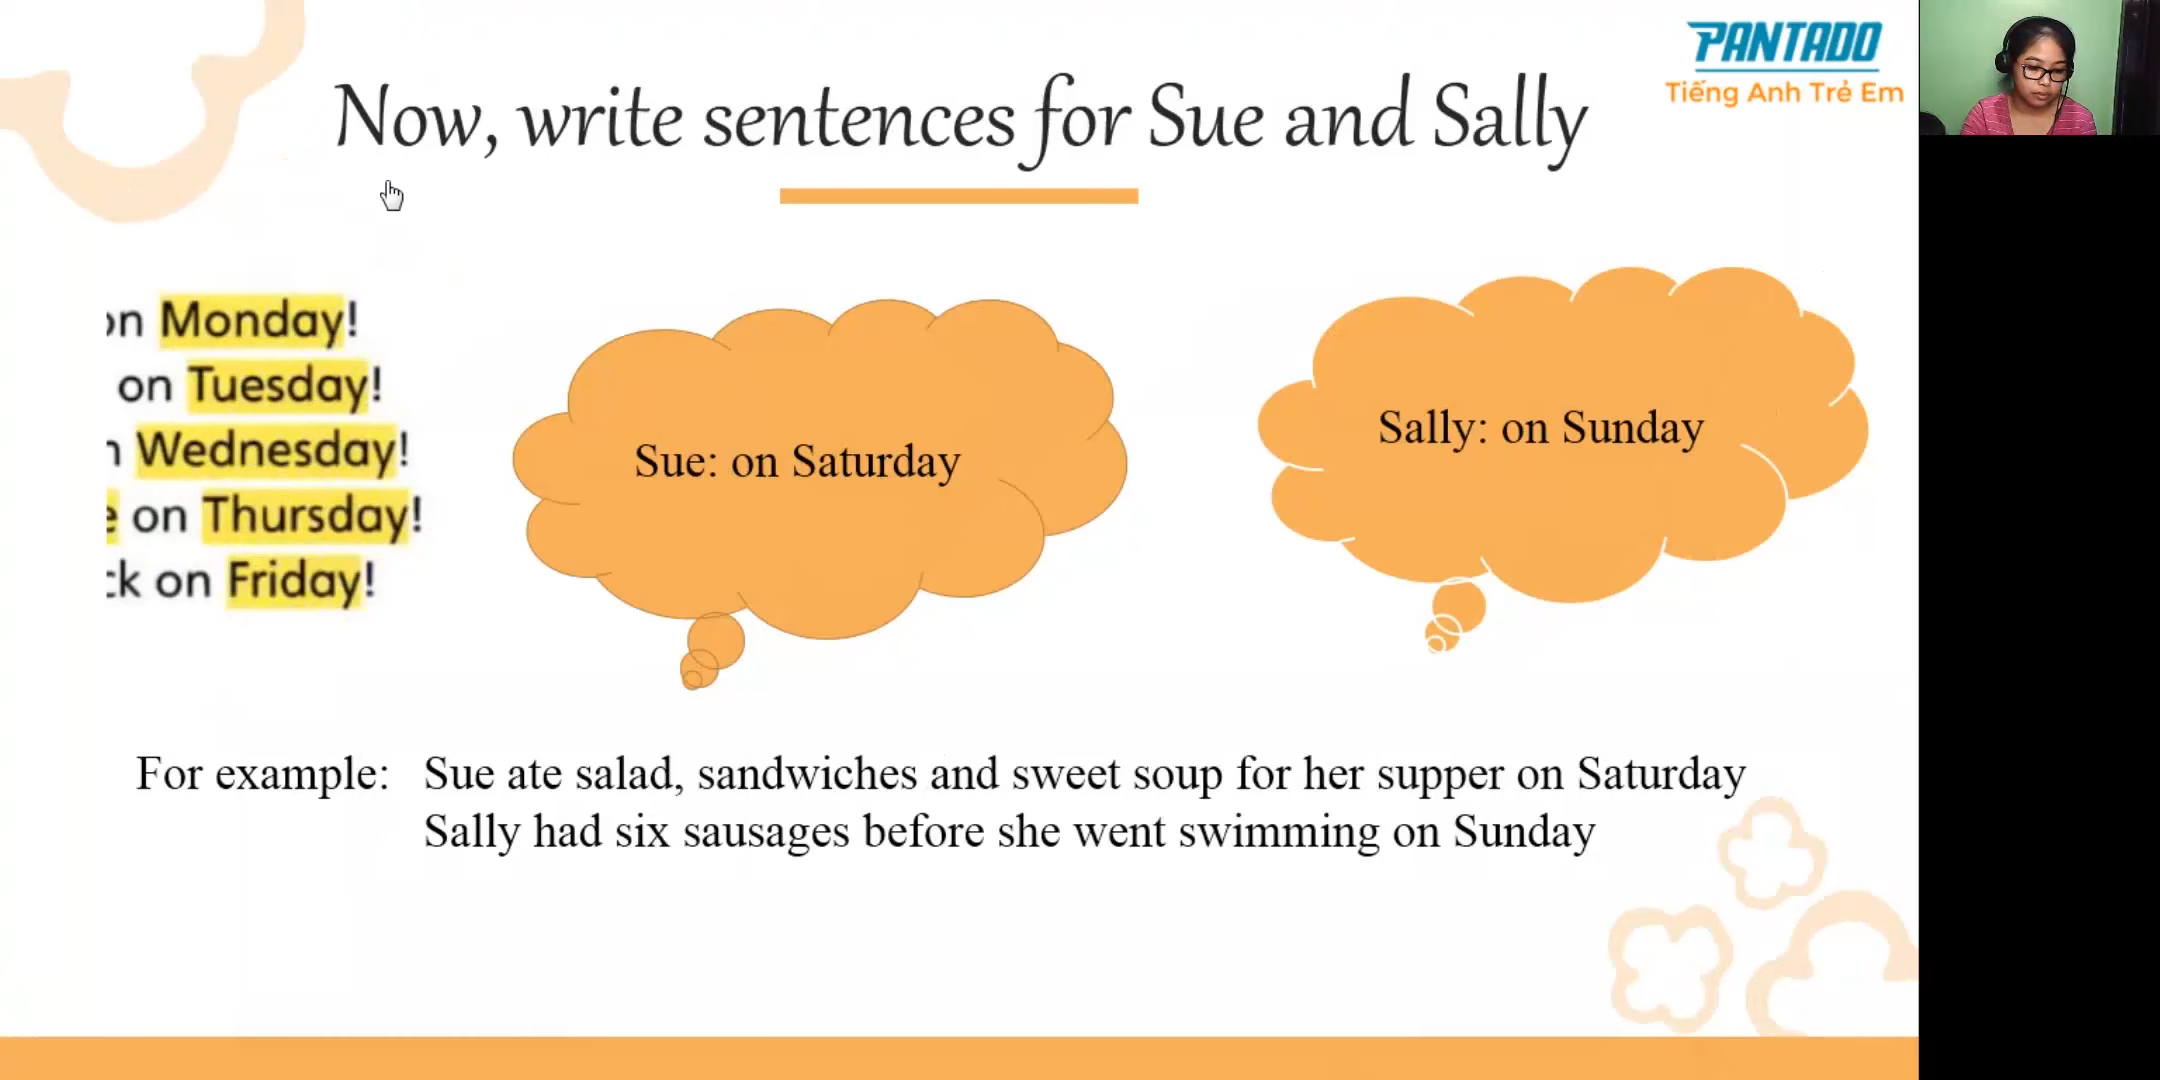 PANTADO
Tiếng Anh Trẻ Em
Now, write sentences for Sue and Sally
on Monday!
on Tuesday!
Wednesday!
on Thursday!
on Friday!
Sue: on Saturday
Sally: on Sunday
For example: Sue ate salad, sandwiches and sweet soup for her supper on Saturday
Sally had six sausages before she went swimming on Sunday